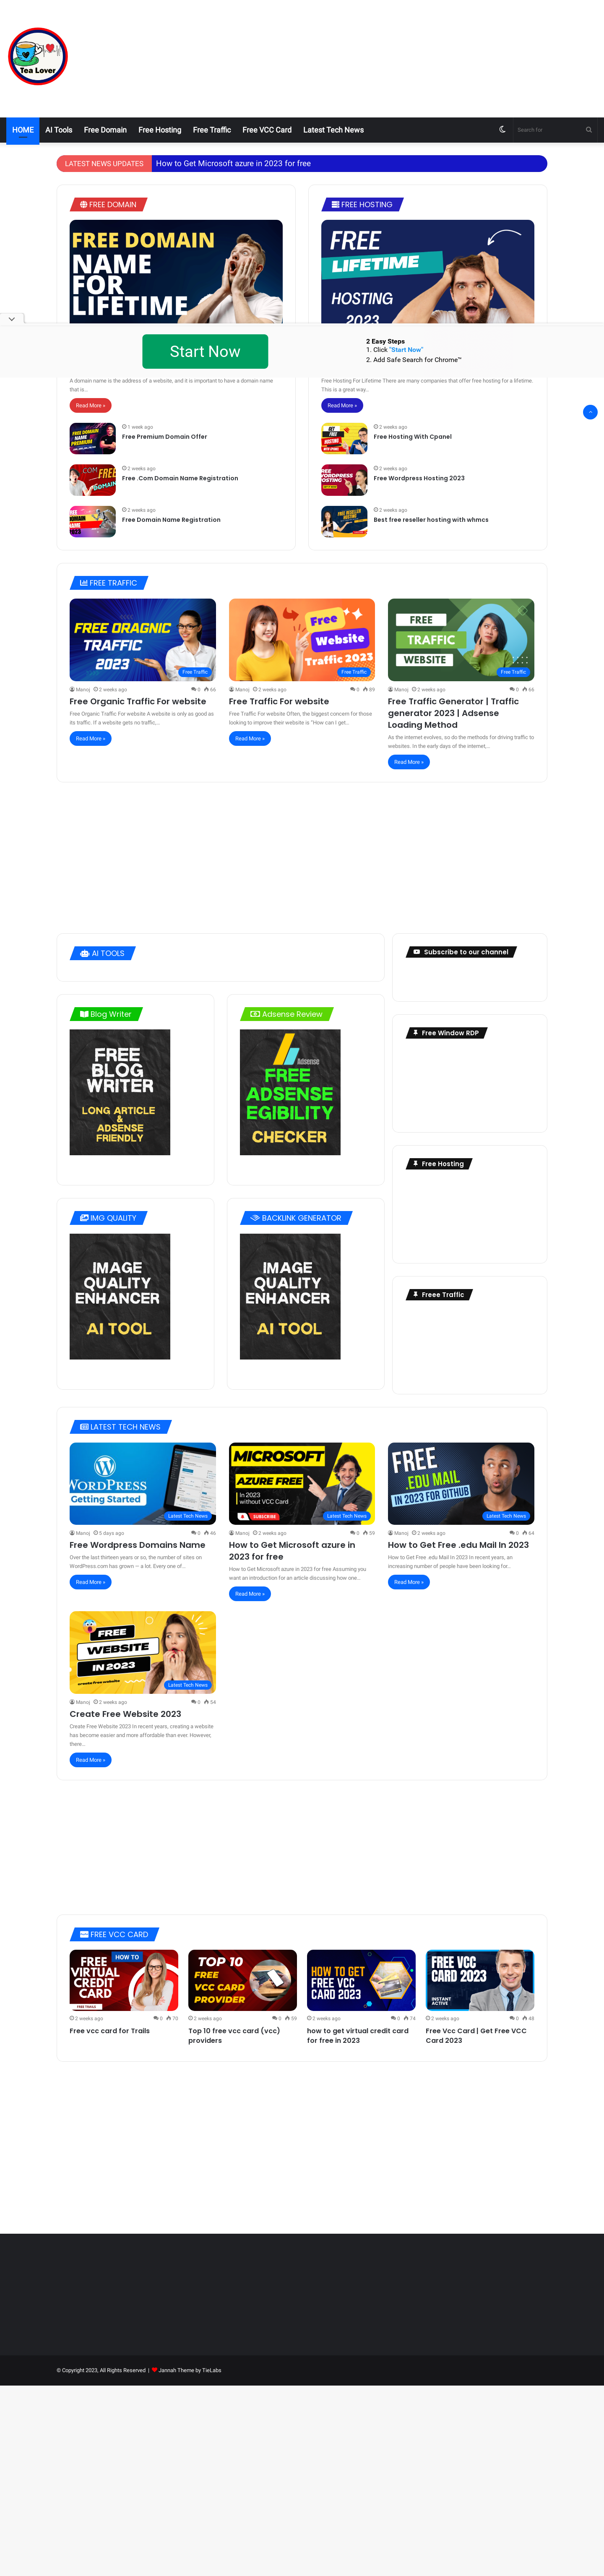 Tea Lover
HOME
AI Tools
Free Domain
Free Hosting
Free Traffic
Free VCC Card
Latest Tech News
Search for
LATEST NEWS UPDATES
How to Get Microsoft azure in 2023 for free
FREE DOMAIN
FREE DOMAIN
NAME
FOR
LIFETIME
FREE HOSTING
FREE
LIFETIME
HOSTING
2023
Start Now
2 Easy Steps
1. Click "Start Now"
2. Add Safe Search for Chrome™
A domain name is the address of a website, and it is important to have a domain name
that is…
Read More »
Free Hosting For Lifetime There are many companies that offer free hosting for a lifetime.
This is a great way…
Read More »
1 week ago
Free Premium Domain Offer
2 weeks ago
Free .Com Domain Name Registration
2 weeks ago
Free Domain Name Registration
2 weeks ago
Free Hosting With Cpanel
2 weeks ago
Free Wordpress Hosting 2023
2 weeks ago
Best free reseller hosting with whmcs
FREE TRAFFIC
FREE ORAGNIC
TRAFFIC
2023
Free Traffic
Manoj
2 weeks ago
0
66
Free Organic Traffic For website
Free Organic Traffic For website A website is only as good as
its traffic. If a website gets no traffic,…
Read More »
Free
Website
Traffic 2023
Free Traffic
Manoj
2 weeks ago
0
89
Free Traffic For website
Free Traffic For website Often, the biggest concern for those
looking to improve their website is "How can I get…
Read More »
FREE
TRAFFIC
WEBSITE
Free Traffic
Manoj
2 weeks ago
0
66
Free Traffic Generator | Traffic
generator 2023 | Adsense
Loading Method
As the internet evolves, so do the methods for driving traffic to
websites. In the early days of the internet,…
Read More »
AI TOOLS
Subscribe to our channel
Blog Writer
FREE
BLOG
WRITER
LONG ARTICLE
&
ADSENSE
FRIENDLY
Adsense Review
Adsense
FREE
ADSENSE
EGIBILITY
CHECKER
Free Window RDP
Free Hosting
IMG QUALITY
IMAGE
QUALITY
ENHANCER
AI TOOL
BACKLINK GENERATOR
IMAGE
QUALITY
ENHANCER
AI TOOL
Freee Traffic
LATEST TECH NEWS
WORDPRESS
Getting Started
Latest Tech News
Manoj
5 days ago
0
46
Free Wordpress Domains Name
Over the last thirteen years or so, the number of sites on
WordPress.com has grown — a lot. Every one of…
Read More »
MICROSOFT
AZURE FREE
In 2023
without VCC Card
SUBSCRIBE
Latest Tech News
Manoj
2 weeks ago
0
59
How to Get Microsoft azure in
2023 for free
How to Get Microsoft azure in 2023 for free Assuming you
want an introduction for an article discussing how one…
Read More »
FREE
.EDU MAIL
IN 2023 FOR GITHUB
Latest Tech News
Manoj
2 weeks ago
0
64
How to Get Free .edu Mail In 2023
How to Get Free .edu Mail In 2023 In recent years, an
increasing number of people have been looking for…
Read More »
FREE
WEBSITE
IN 2023
Latest Tech News
Manoj
2 weeks ago
0
54
Create Free Website 2023
Create Free Website 2023 In recent years, creating a website
has become easier and more affordable than ever. However,
there…
Read More »
FREE VCC CARD
HOW TO
FREE
VIRTUAL
CREDIT
CARD
FREE TRAILS
2 weeks ago
0
70
Free vcc card for Trails
TOP 10
FREE
VCC CARD
PROVIDER
2 weeks ago
0
59
Top 10 free vcc card (vcc)
providers
HOW TO GET
FREE VCC
CARD 2023
2 weeks ago
0
74
how to get virtual credit card
for free in 2023
FREE VCC
CARD 2023
INSTANT
ACTIVE
2 weeks ago
0
48
Free Vcc Card | Get Free VCC
Card 2023
© Copyright 2023, All Rights Reserved | Jannah Theme by TieLabs